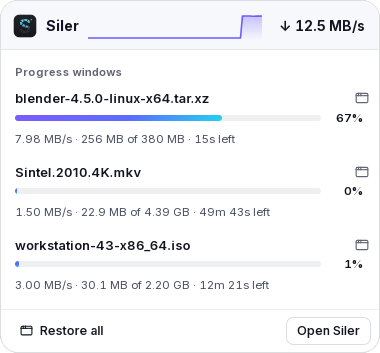 Siler ↓ 12.5 MB/s
Progress windows
blender-4.5.0-linux-x64.tar.xz
67%
7.98 MB/s · 256 MB of 380 MB · 15s left
Sintel.2010.4K.mkv
0%
1.50 MB/s · 22.9 MB of 4.39 GB · 49m 43s left
workstation-43-x86_64.iso
1%
3.00 MB/s · 30.1 MB of 2.20 GB · 12m 21s left
Restore all Open Siler